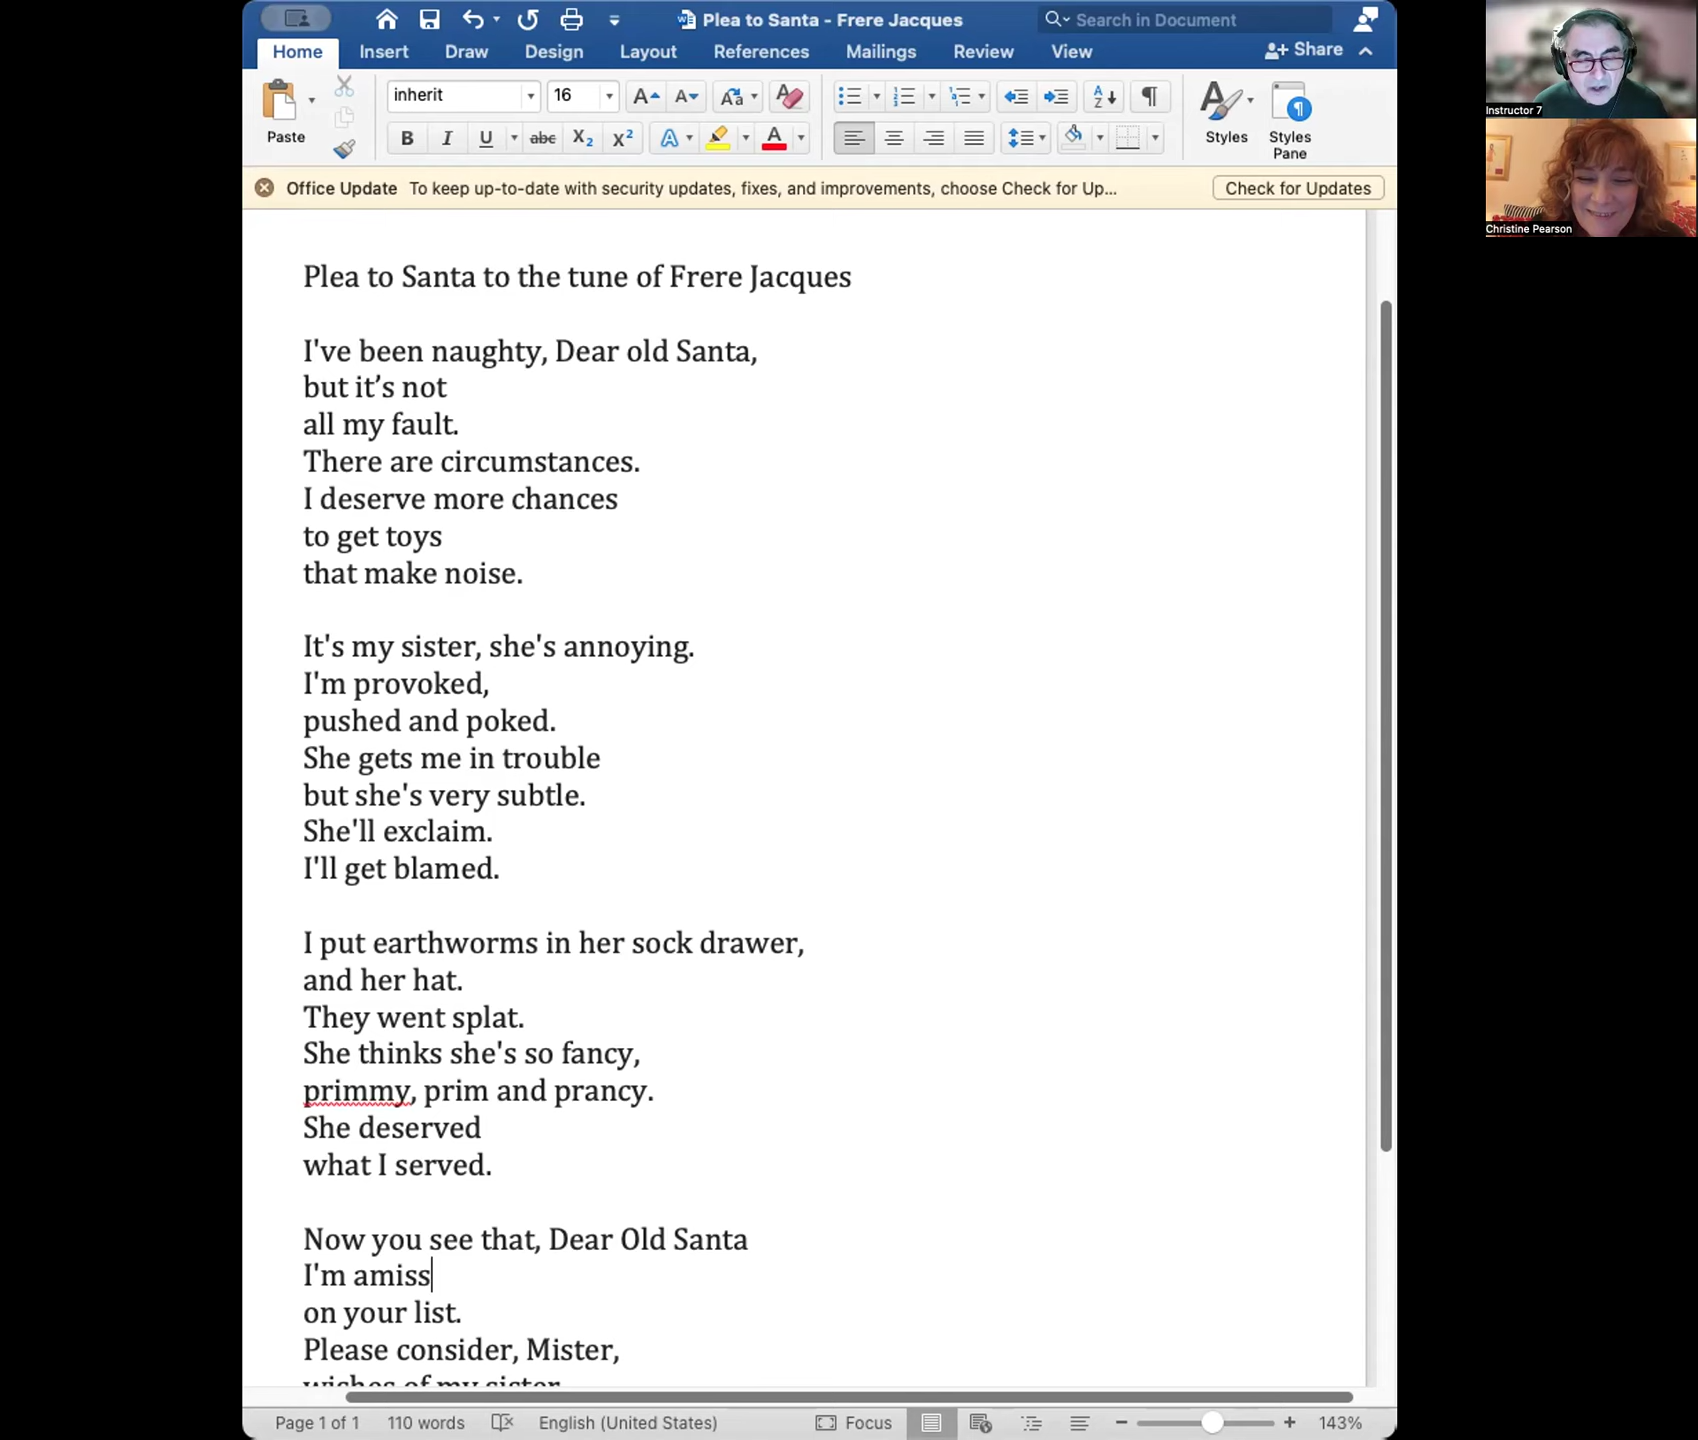 Plea to Santa - Frere Jacques
Search in Document
Home Insert Draw Design Layout References Mailings Review View Share
Paste
inherit
16
Styles
Styles Pane
Office Update To keep up-to-date with security updates, fixes, and improvements, choose Check for Up... Check for Updates
Plea to Santa to the tune of Frere Jacques
I've been naughty, Dear old Santa,
but it’s not
all my fault.
There are circumstances.
I deserve more chances
to get toys
that make noise.
It's my sister, she's annoying.
I'm provoked,
pushed and poked.
She gets me in trouble
but she's very subtle.
She'll exclaim.
I'll get blamed.
I put earthworms in her sock drawer,
and her hat.
They went splat.
She thinks she's so fancy,
primmy, prim and prancy.
She deserved
what I served.
Now you see that, Dear Old Santa
I'm amiss
on your list.
Please consider, Mister,
wishes of my sister
Page 1 of 1 110 words English (United States) Focus 143%
Instructor 7
Christine Pearson